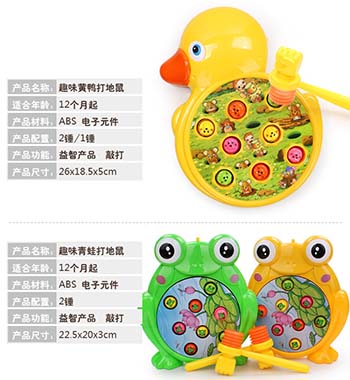 产品名称: 趣味黄鸭打地鼠
适合年龄: 12个月起
产品材料: ABS 电子元件
产品配置: 2锤/1锤
产品功能: 益智产品 敲打
产品尺寸: 26x18.5x5cm
产品名称: 趣味青蛙打地鼠
适合年龄: 12个月起
产品材料: ABS 电子元件
产品配置: 2锤
产品功能: 益智产品 敲打
产品尺寸: 22.5x20x3cm